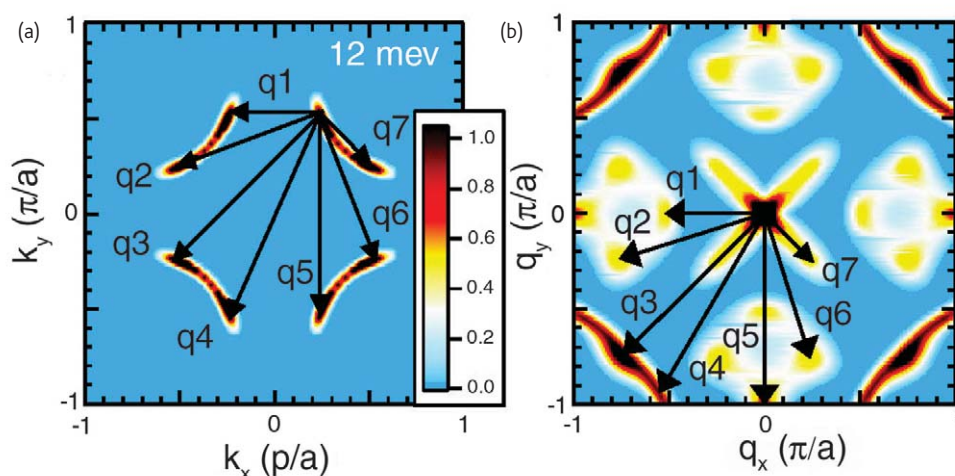 (a)
12 mev
q1
q2
q3
q4
q5
q6
q7
1
0
-1
-1
0
1
k_y (π/a)
k_x (p/a)
1.0
0.8
0.6
0.4
0.2
0.0
(b)
q1
q2
q3
q4
q5
q6
q7
1
0
-1
-1
0
1
q_y (π/a)
q_x (π/a)